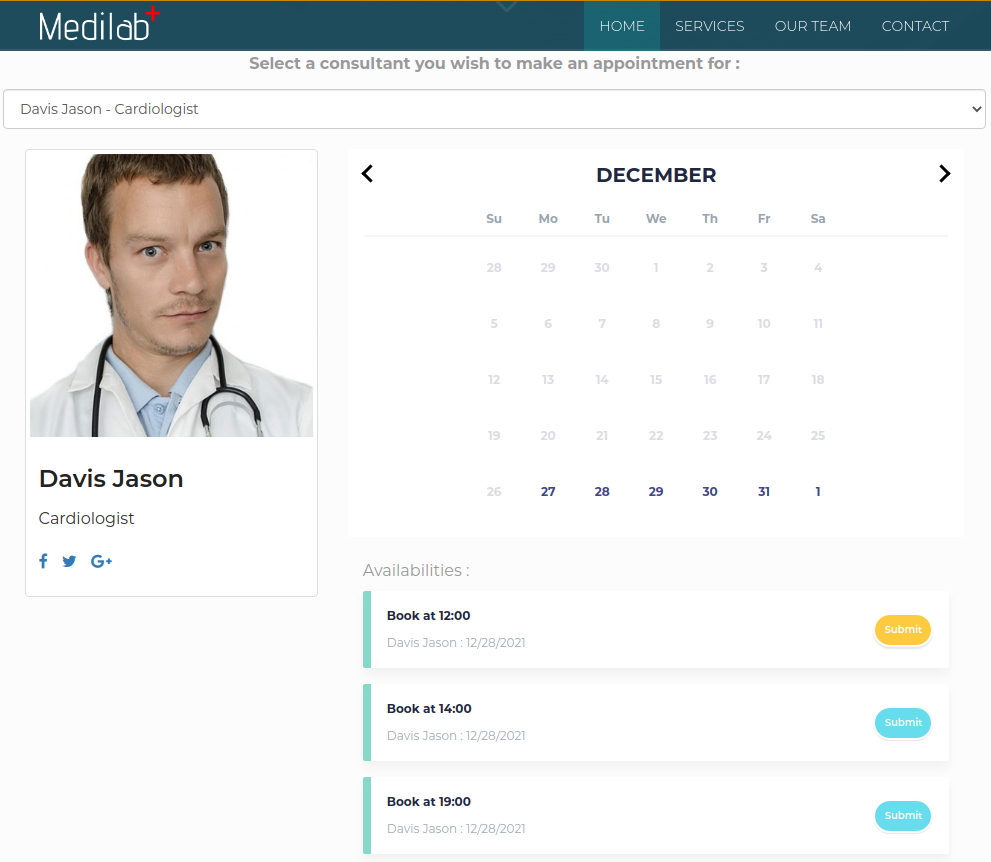 Medilab+
HOME SERVICES OUR TEAM CONTACT
Select a consultant you wish to make an appointment for :
Davis Jason - Cardiologist
Davis Jason
Cardiologist
f G+
DECEMBER
Su Mo Tu We Th Fr Sa
28 29 30 1 2 3 4
5 6 7 8 9 10 11
12 13 14 15 16 17 18
19 20 21 22 23 24 25
26 27 28 29 30 31 1
Availabilities :
Book at 12:00
Davis Jason : 12/28/2021
Submit
Book at 14:00
Davis Jason : 12/28/2021
Submit
Book at 19:00
Davis Jason : 12/28/2021
Submit